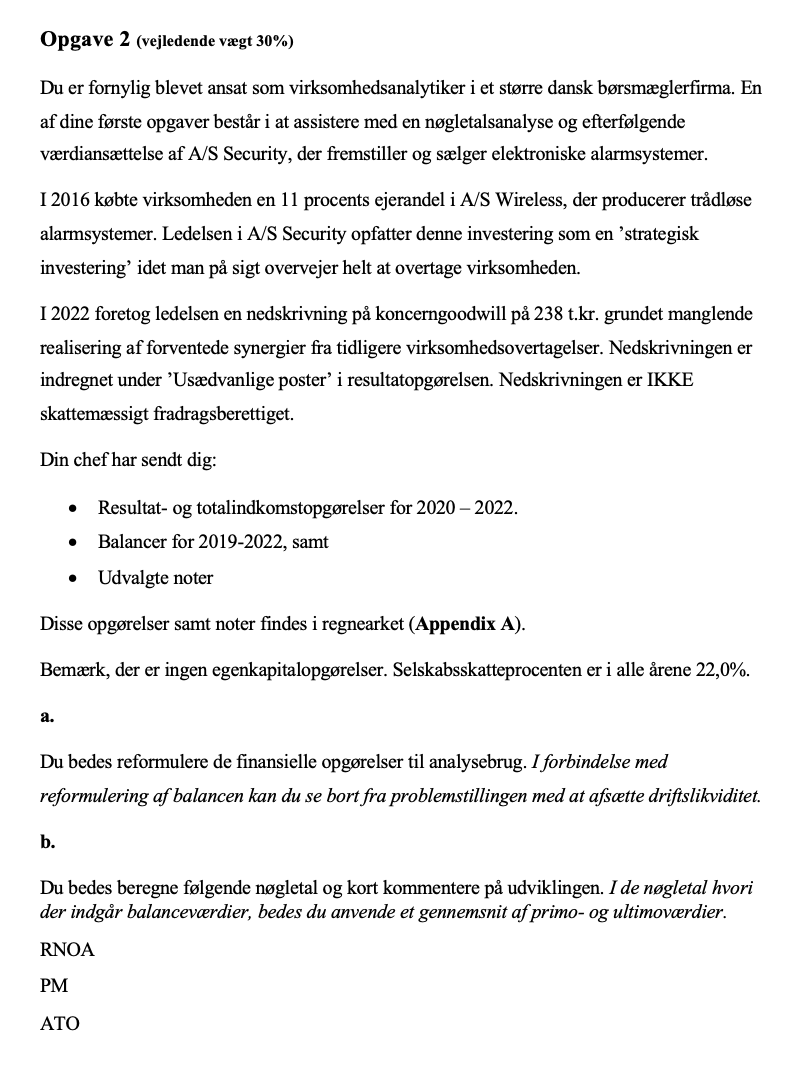 Opgave 2 (vejledende vægt 30%)
Du er fornylig blevet ansat som virksomhedsanalytiker i et større dansk børsmæglerfirma. En
af dine første opgaver består i at assistere med en nøgletalsanalyse og efterfølgende
værdiansættelse af A/S Security, der fremstiller og sælger elektroniske alarmsystemer.
I 2016 købte virksomheden en 11 procents ejerandel i A/S Wireless, der producerer trådløse
alarmsystemer. Ledelsen i A/S Security opfatter denne investering som en ’strategisk
investering’ idet man på sigt overvejer helt at overtage virksomheden.
I 2022 foretog ledelsen en nedskrivning på koncerngoodwill på 238 t.kr. grundet manglende
realisering af forventede synergier fra tidligere virksomhedsovertagelser. Nedskrivningen er
indregnet under ’Usædvanlige poster’ i resultatopgørelsen. Nedskrivningen er IKKE
skattemæssigt fradragsberettiget.
Din chef har sendt dig:
• Resultat- og totalindkomstopgørelser for 2020 – 2022.
• Balancer for 2019-2022, samt
• Udvalgte noter
Disse opgørelser samt noter findes i regnearket (Appendix A).
Bemærk, der er ingen egenkapitalopgørelser. Selskabsskatteprocenten er i alle årene 22,0%.
a.
Du bedes reformulere de finansielle opgørelser til analysebrug. I forbindelse med
reformulering af balancen kan du se bort fra problemstillingen med at afsætte driftslikviditet.
b.
Du bedes beregne følgende nøgletal og kort kommentere på udviklingen. I de nøgletal hvori
der indgår balanceværdier, bedes du anvende et gennemsnit af primo- og ultimoværdier.
RNOA
PM
ATO